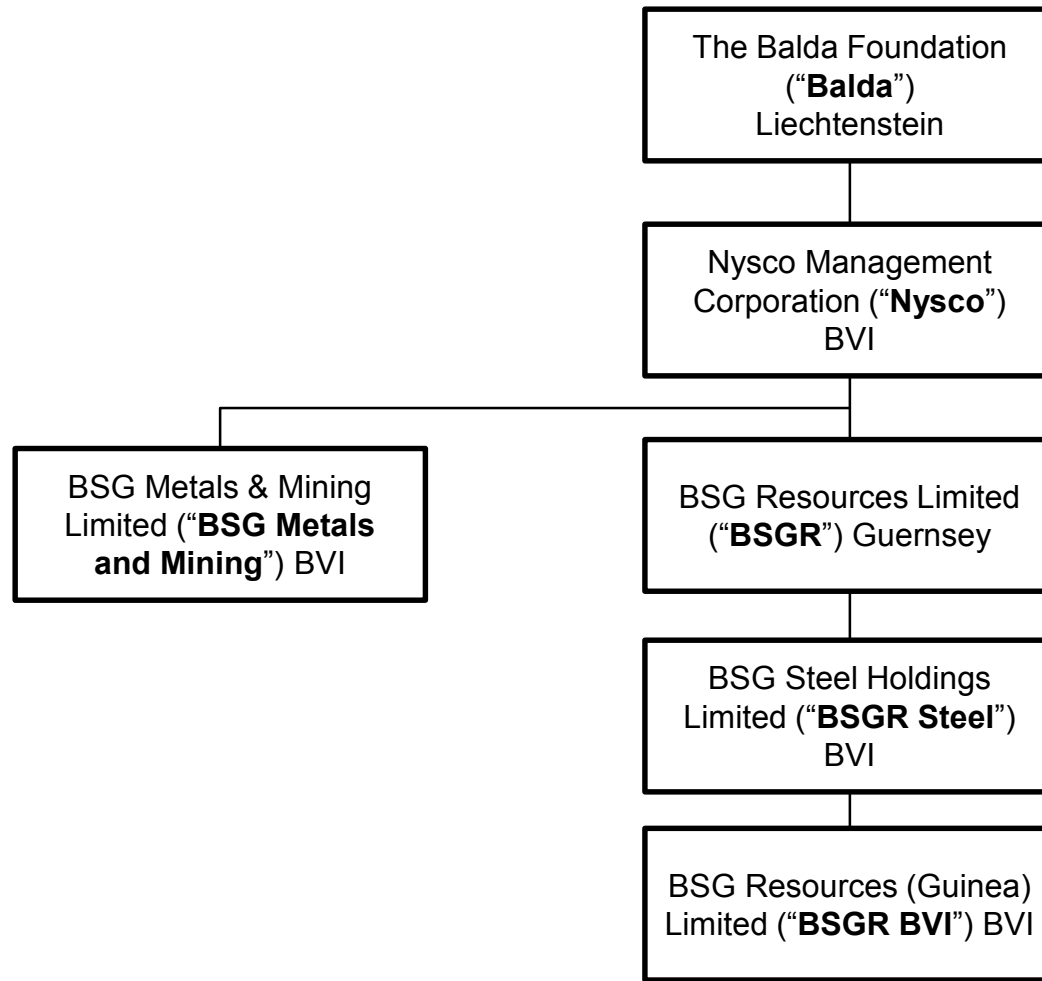 The Balda Foundation
(“Balda”)
Liechtenstein
Nysco Management
Corporation (“Nysco”)
BVI
BSG Metals & Mining
Limited (“BSG Metals
and Mining”) BVI
BSG Resources Limited
(“BSGR”) Guernsey
BSG Steel Holdings
Limited (“BSGR Steel”)
BVI
BSG Resources (Guinea)
Limited (“BSGR BVI”) BVI